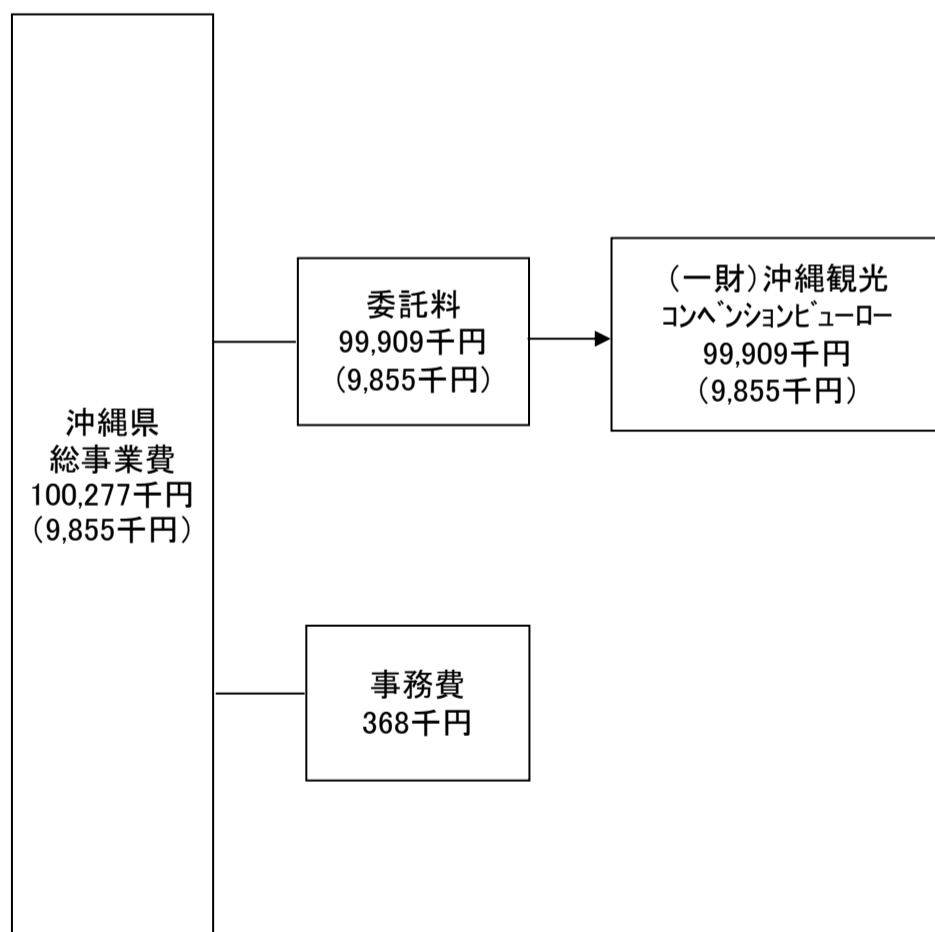 沖縄県
総事業費
100,277千円
(9,855千円)
委託料
99,909千円
(9,855千円)
(一財)沖縄観光
コンベンションビューロー
99,909千円
(9,855千円)
事務費
368千円